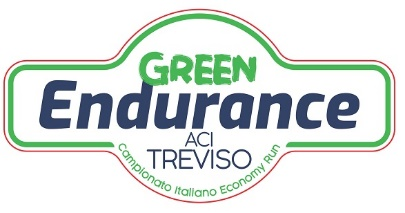 GREEN
Endurance
ACI
TREVISO
Campionato Italiano Economy Run